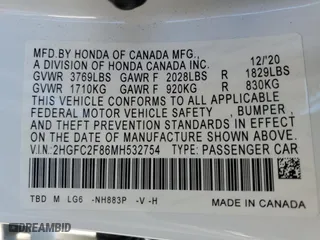 MFD.BY HONDA OF CANADA MFG.,
A DIVISION OF HONDA CANADA INC. 12/'20
GVWR 3769LBS GAWR F 2028LBS R 1829LBS
GVWR 1710KG GAWR F 920KG R 830KG
THIS VEHICLE CONFORMS TO ALL APPLICABLE
FEDERAL MOTOR VEHICLE SAFETY , BUMPER ,
AND THEFT PREVENTION STANDARDS IN EFFECT
ON THE DATE OF MANUFACTURE SHOWN ABOVE.
V.I.N:2HGFC2F86MH532754 TYPE:PASSENGER CAR
TBD M LG6 -NH883P -V -H MADE IN CANADA
DREAMBID